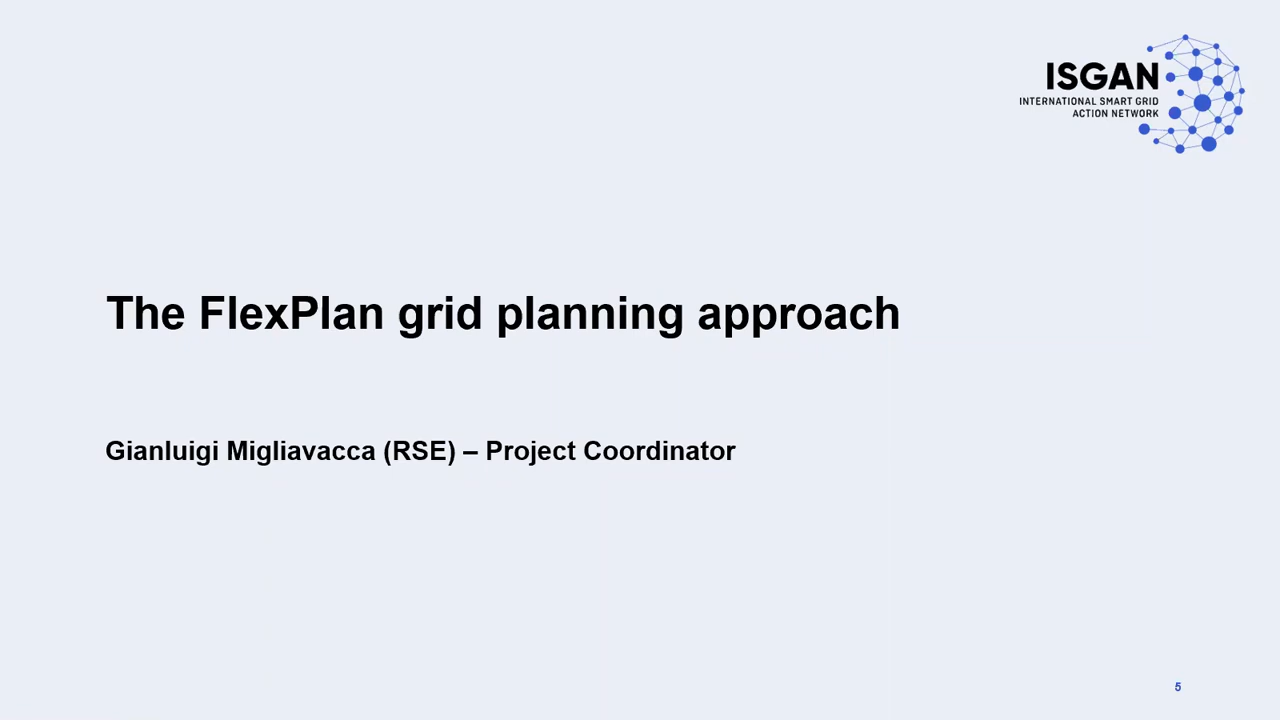 ISGAN
INTERNATIONAL SMART GRID
ACTION NETWORK
The FlexPlan grid planning approach
Gianluigi Migliavacca (RSE) – Project Coordinator
5